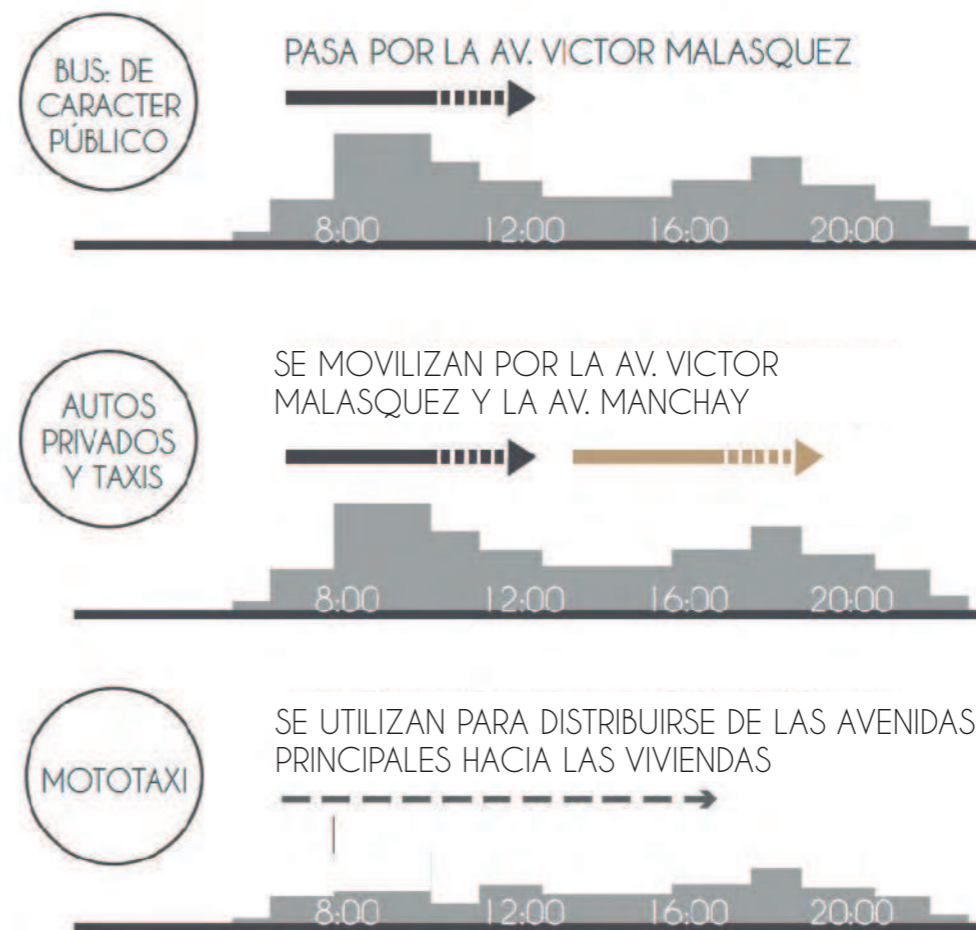 BUS: DE
CARACTER
PÚBLICO
PASA POR LA AV. VICTOR MALASQUEZ
8:00 12:00 16:00 20:00
AUTOS
PRIVADOS
Y TAXIS
SE MOVILIZAN POR LA AV. VICTOR
MALASQUEZ Y LA AV. MANCHAY
8:00 12:00 16:00 20:00
MOTOTAXI
SE UTILIZAN PARA DISTRIBUIRSE DE LAS AVENIDAS
PRINCIPALES HACIA LAS VIVIENDAS
8:00 12:00 16:00 20:00